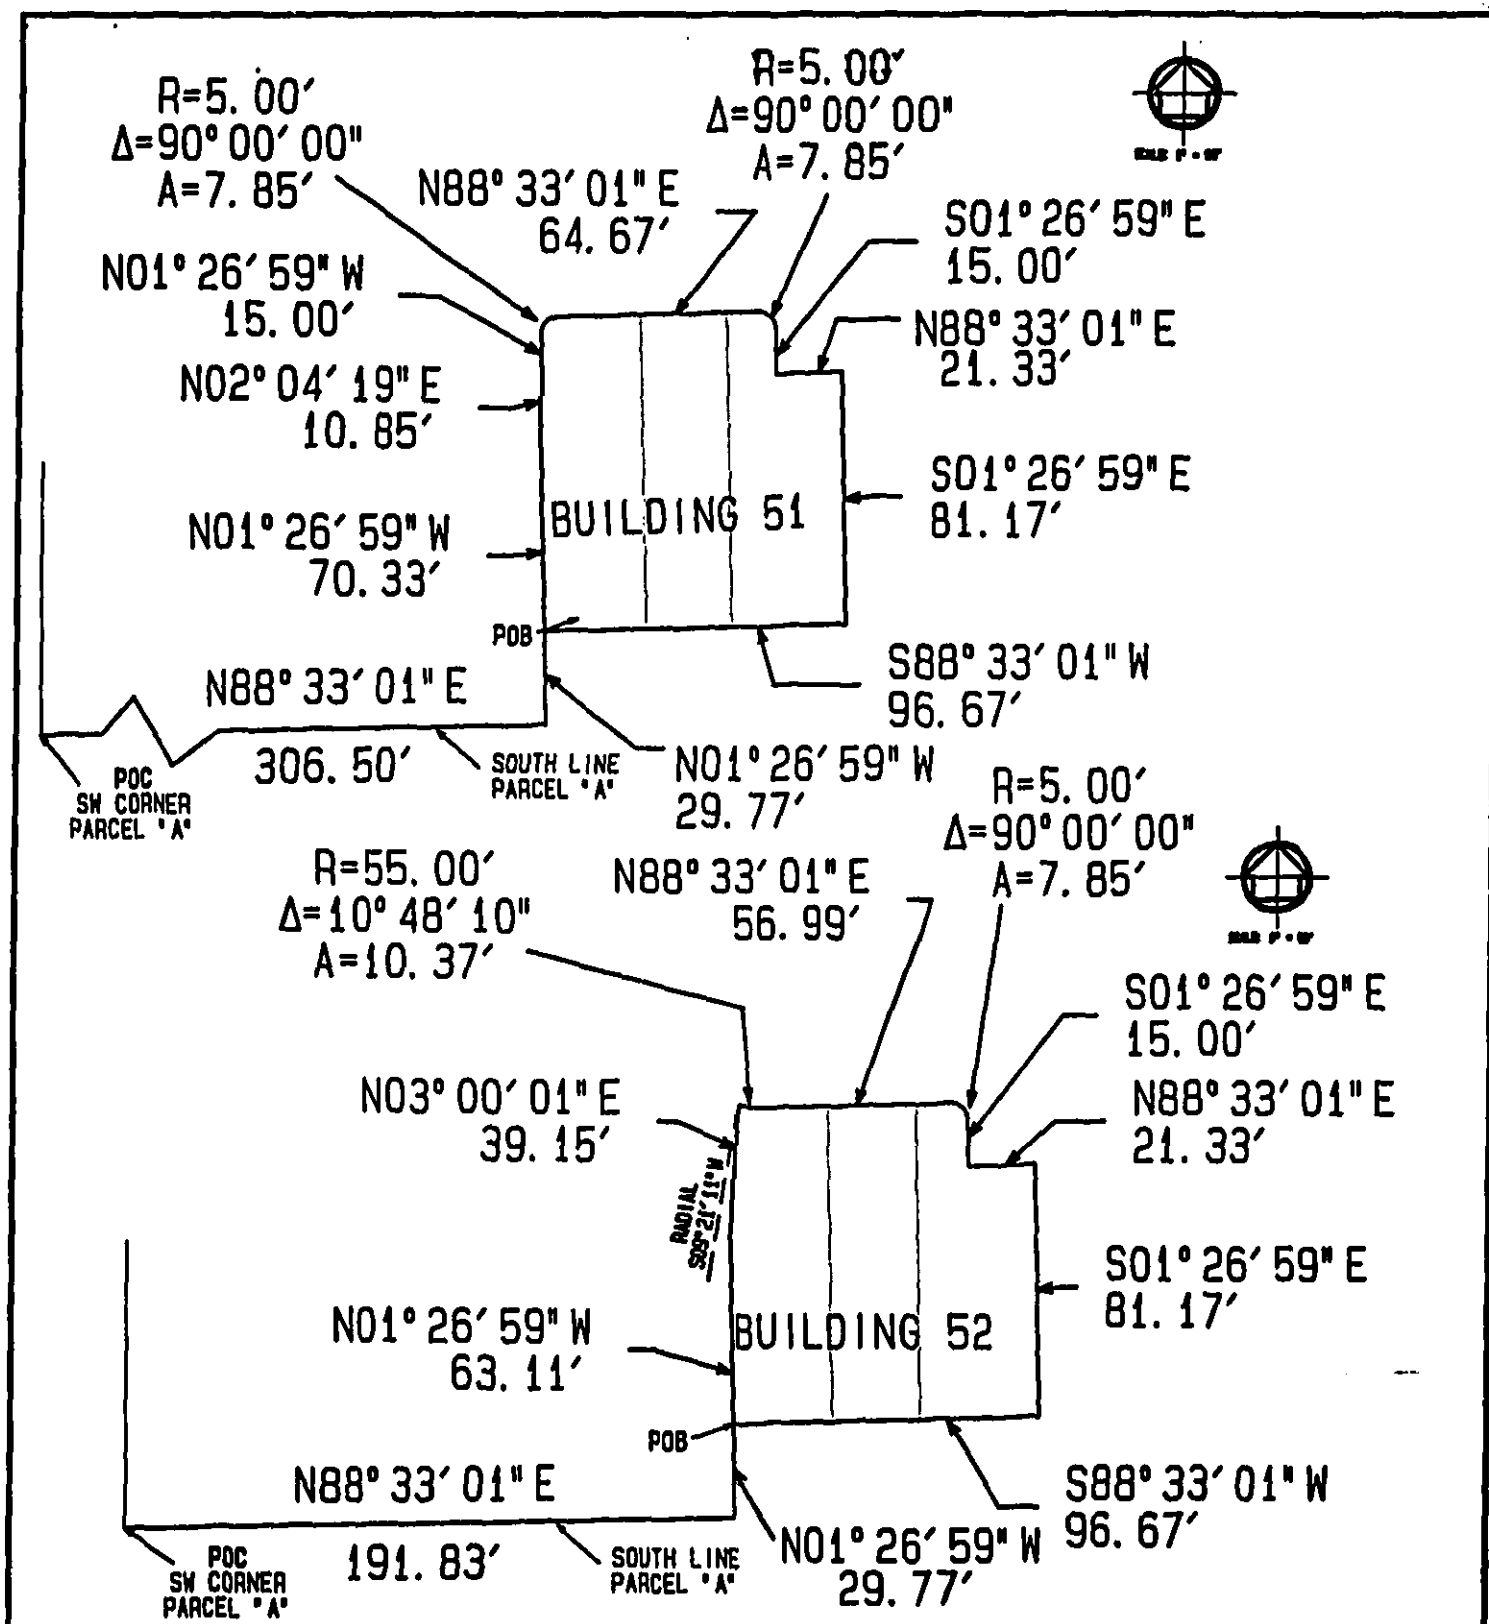 R=5.00′
Δ=90°00′00"
A=7.85′
R=5.00′
Δ=90°00′00"
A=7.85′
N88°33′01"E
64.67′
S01°26′59"E
15.00′
N01°26′59"W
15.00′
N88°33′01"E
21.33′
N02°04′19"E
10.85′
S01°26′59"E
81.17′
BUILDING 51
N01°26′59"W
70.33′
POB
S88°33′01"W
96.67′
N88°33′01"E
306.50′
SOUTH LINE
PARCEL "A"
N01°26′59"W
29.77′
POC
SW CORNER
PARCEL "A"
R=5.00′
Δ=90°00′00"
A=7.85′
R=55.00′
Δ=10°48′10"
A=10.37′
N88°33′01"E
56.99′
S01°26′59"E
15.00′
N03°00′01"E
39.15′
N88°33′01"E
21.33′
RADIAL
S09°21′11"W
S01°26′59"E
81.17′
N01°26′59"W
63.11′
BUILDING 52
POB
N88°33′01"E
191.83′
S88°33′01"W
96.67′
POC
SW CORNER
PARCEL "A"
SOUTH LINE
PARCEL "A"
N01°26′59"W
29.77′